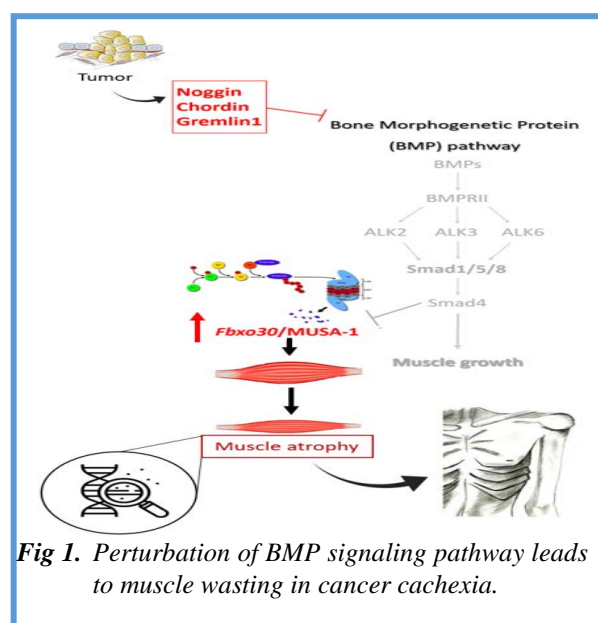 Tumor
Noggin
Chordin
Gremlin1
Bone Morphogenetic Protein
(BMP) pathway
BMPs
BMPRII
ALK2 ALK3 ALK6
Smad1/5/8
Smad4
Fbxo30/MUSA-1
Muscle growth
Muscle atrophy
Fig 1. Perturbation of BMP signaling pathway leads
to muscle wasting in cancer cachexia.